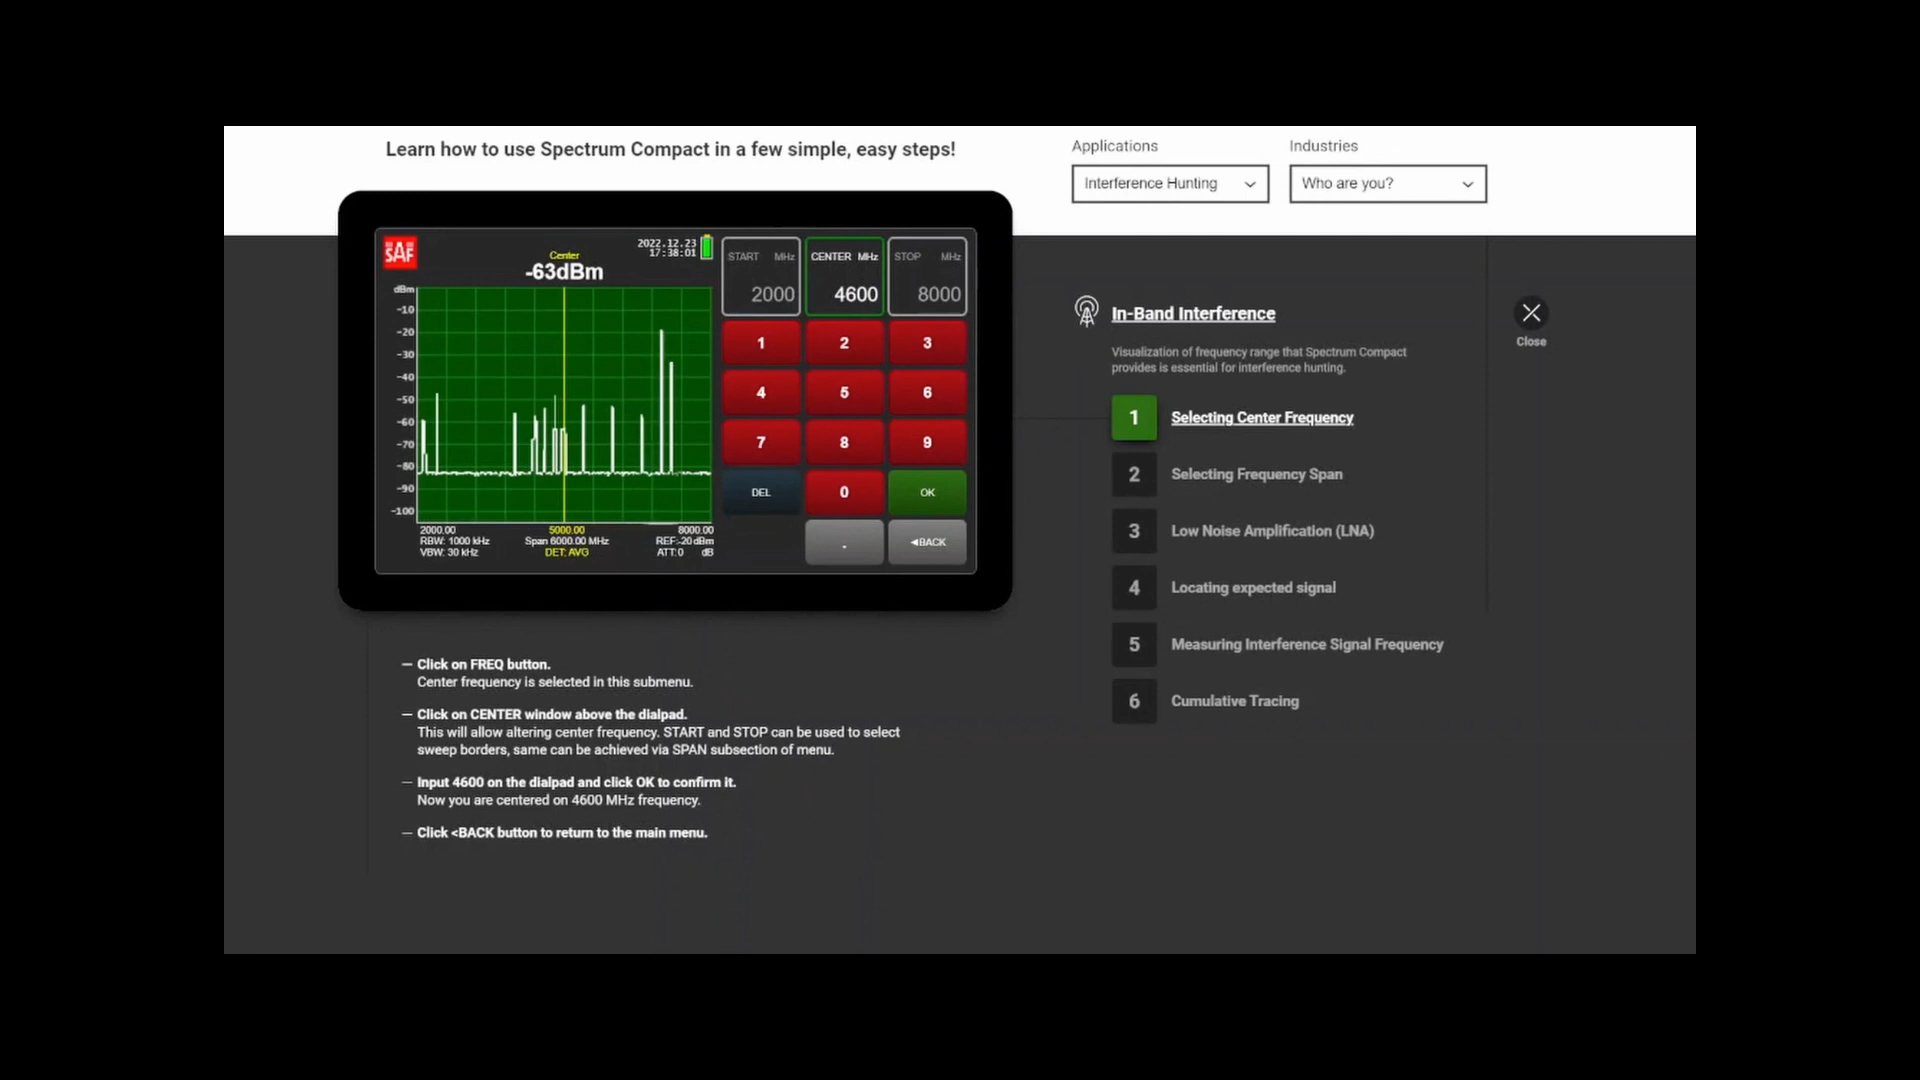 Learn how to use Spectrum Compact in a few simple, easy steps!
Applications
Industries
Interference Hunting
Who are you?
SAF
Center
-63dBm
2022.12.23
17:38:01
START MHz
2000
CENTER MHz
4600
STOP MHz
8000
dBm
-10
-20
-30
-40
-50
-60
-70
-80
-90
-100
2000.00
5000.00
8000.00
RBW: 1000 kHz
Span 6000.00 MHz
REF:-20 dBm
VBW: 30 kHz
DET: AVG
ATT:0 dB
1 2 3
4 5 6
7 8 9
DEL 0 OK
. ◄BACK
In-Band Interference
Visualization of frequency range that Spectrum Compact
provides is essential for interference hunting.
Close
1 Selecting Center Frequency
2 Selecting Frequency Span
3 Low Noise Amplification (LNA)
4 Locating expected signal
5 Measuring Interference Signal Frequency
6 Cumulative Tracing
— Click on FREQ button.
Center frequency is selected in this submenu.
— Click on CENTER window above the dialpad.
This will allow altering center frequency. START and STOP can be used to select
sweep borders, same can be achieved via SPAN subsection of menu.
— Input 4600 on the dialpad and click OK to confirm it.
Now you are centered on 4600 MHz frequency.
— Click <BACK button to return to the main menu.